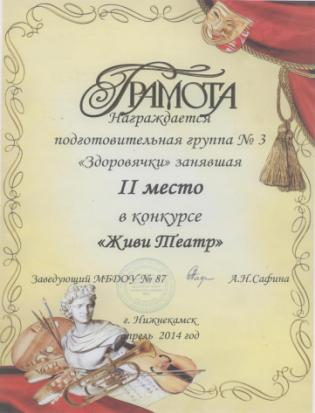 ГРАМОТА
Награждается
подготовительная группа № 3
«Здоровячки» занявшая
II место
в конкурсе
«Живи Театр»
Заведующий МБДОУ № 87 А.Н.Сафина
г. Нижнекамск
апрель 2014 год